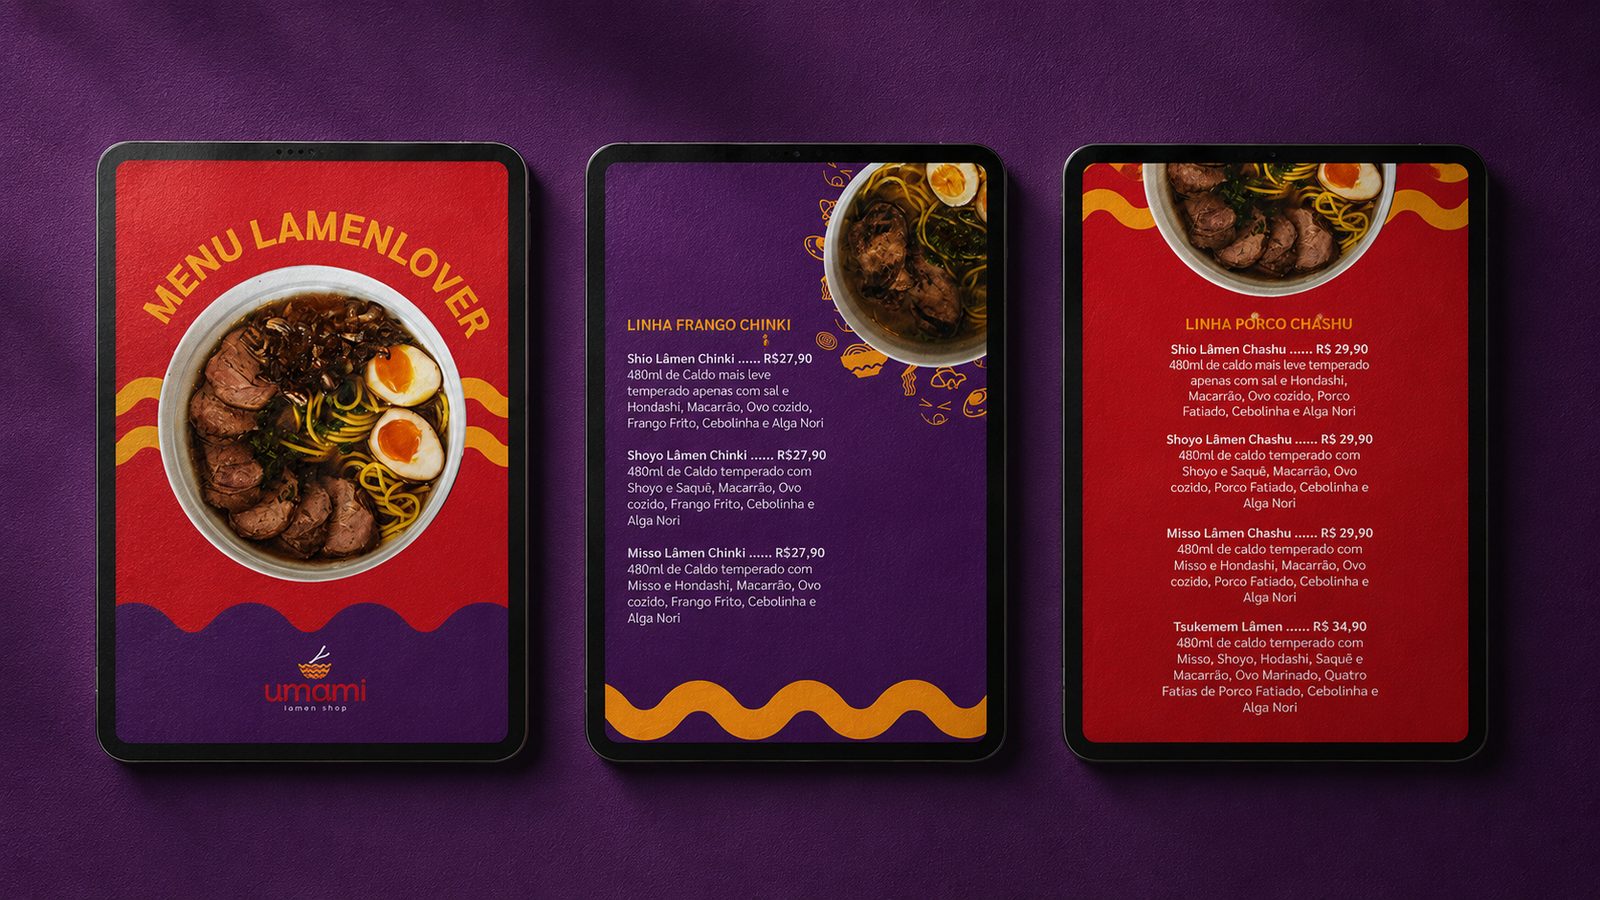 MENU LAMENLOVER
umami
lamen shop
LINHA FRANGO CHINKI
Shio Lâmen Chinki ...... R$27,90
480ml de Caldo mais leve
temperado apenas com sal e
Hondashi, Macarrão, Ovo cozido,
Frango Frito, Cebolinha e Alga Nori
Shoyo Lâmen Chinki ...... R$27,90
480ml de Caldo temperado com
Shoyo e Saquê, Macarrão, Ovo
cozido, Frango Frito, Cebolinha e
Alga Nori
Misso Lâmen Chinki ...... R$27,90
480ml de Caldo temperado com
Misso e Hondashi, Macarrão, Ovo
cozido, Frango Frito, Cebolinha e
Alga Nori
LINHA PORCO CHASHU
Shio Lâmen Chashu ...... R$ 29,90
480ml de caldo mais leve temperado
apenas com sal e Hondashi,
Macarrão, Ovo cozido, Porco
Fatiado, Cebolinha e Alga Nori
Shoyo Lâmen Chashu ...... R$ 29,90
480ml de caldo temperado com
Shoyo e Saquê, Macarrão, Ovo
cozido, Porco Fatiado, Cebolinha e
Alga Nori
Misso Lâmen Chashu ...... R$ 29,90
480ml de caldo temperado com
Misso e Hondashi, Macarrão, Ovo
cozido, Porco Fatiado, Cebolinha e
Alga Nori
Tsukemem Lâmen ...... R$ 34,90
480ml de caldo temperado com
Misso, Shoyo, Hodashi, Saquê e
Macarrão, Ovo Marinado, Quatro
Fatias de Porco Fatiado, Cebolinha e
Alga Nori